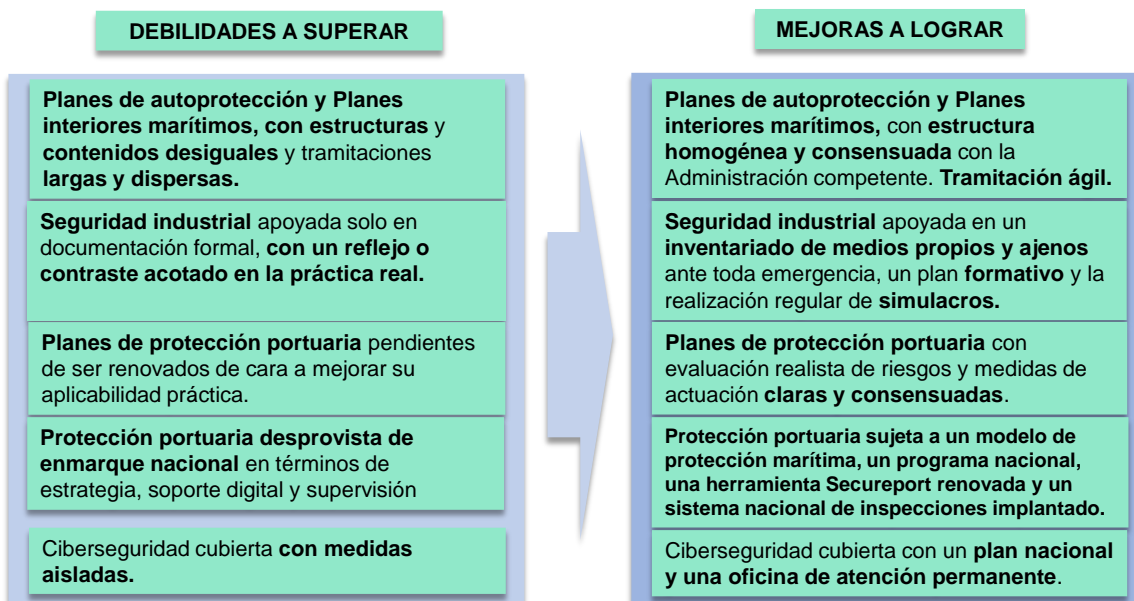 DEBILIDADES A SUPERAR
Planes de autoprotección y Planes
interiores marítimos, con estructuras y
contenidos desiguales y tramitaciones
largas y dispersas.
Seguridad industrial apoyada solo en
documentación formal, con un reflejo o
contraste acotado en la práctica real.
Planes de protección portuaria pendientes
de ser renovados de cara a mejorar su
aplicabilidad práctica.
Protección portuaria desprovista de
enmarque nacional en términos de
estrategia, soporte digital y supervisión
Ciberseguridad cubierta con medidas
aisladas.
MEJORAS A LOGRAR
Planes de autoprotección y Planes
interiores marítimos, con estructura
homogénea y consensuada con la
Administración competente. Tramitación ágil.
Seguridad industrial apoyada en un
inventariado de medios propios y ajenos
ante toda emergencia, un plan formativo y la
realización regular de simulacros.
Planes de protección portuaria con
evaluación realista de riesgos y medidas de
actuación claras y consensuadas.
Protección portuaria sujeta a un modelo de
protección marítima, un programa nacional,
una herramienta Secureport renovada y un
sistema nacional de inspecciones implantado.
Ciberseguridad cubierta con un plan nacional
y una oficina de atención permanente.